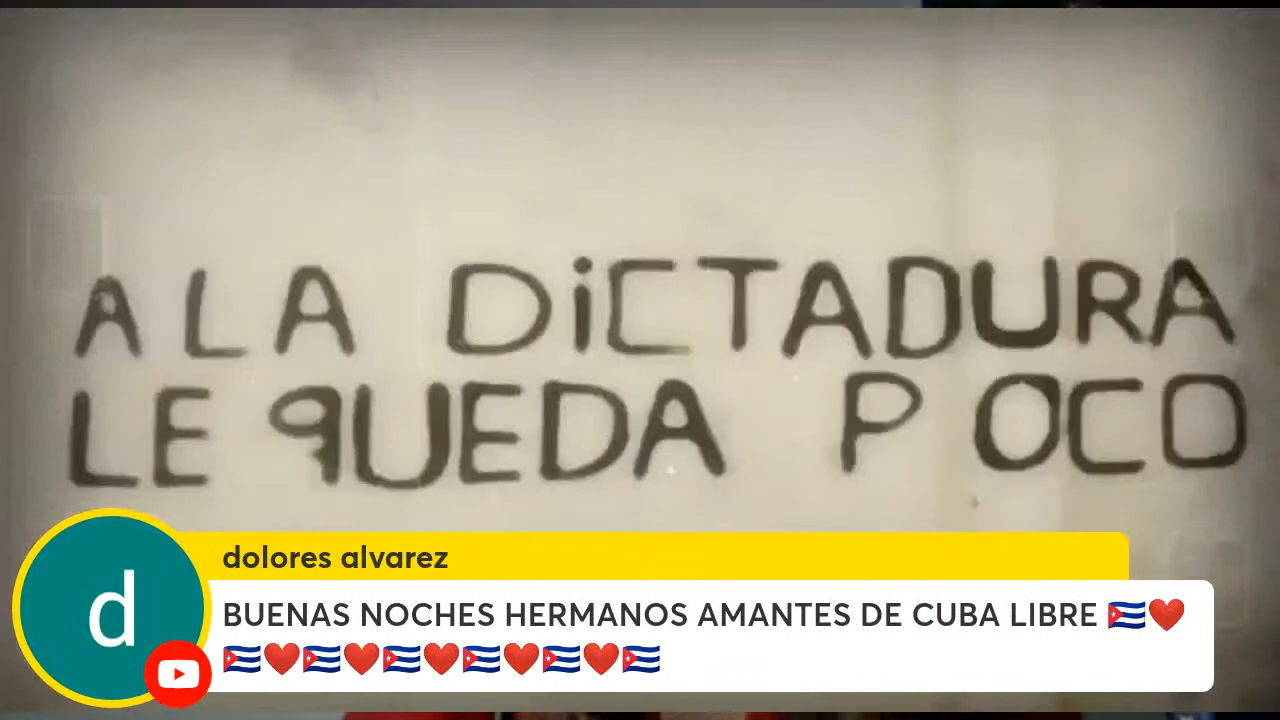 A LA DiCTADURA
LE qUEDA POCO
d
dolores alvarez
BUENAS NOCHES HERMANOS AMANTES DE CUBA LIBRE 🇨🇺❤️
🇨🇺❤️🇨🇺❤️🇨🇺❤️🇨🇺❤️🇨🇺❤️🇨🇺